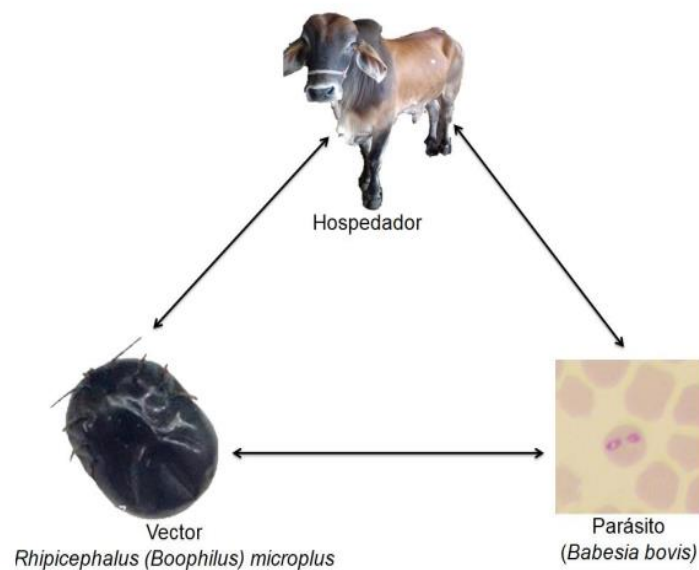 Hospedador
Vector
Rhipicephalus (Boophilus) microplus
Parásito
(Babesia bovis)